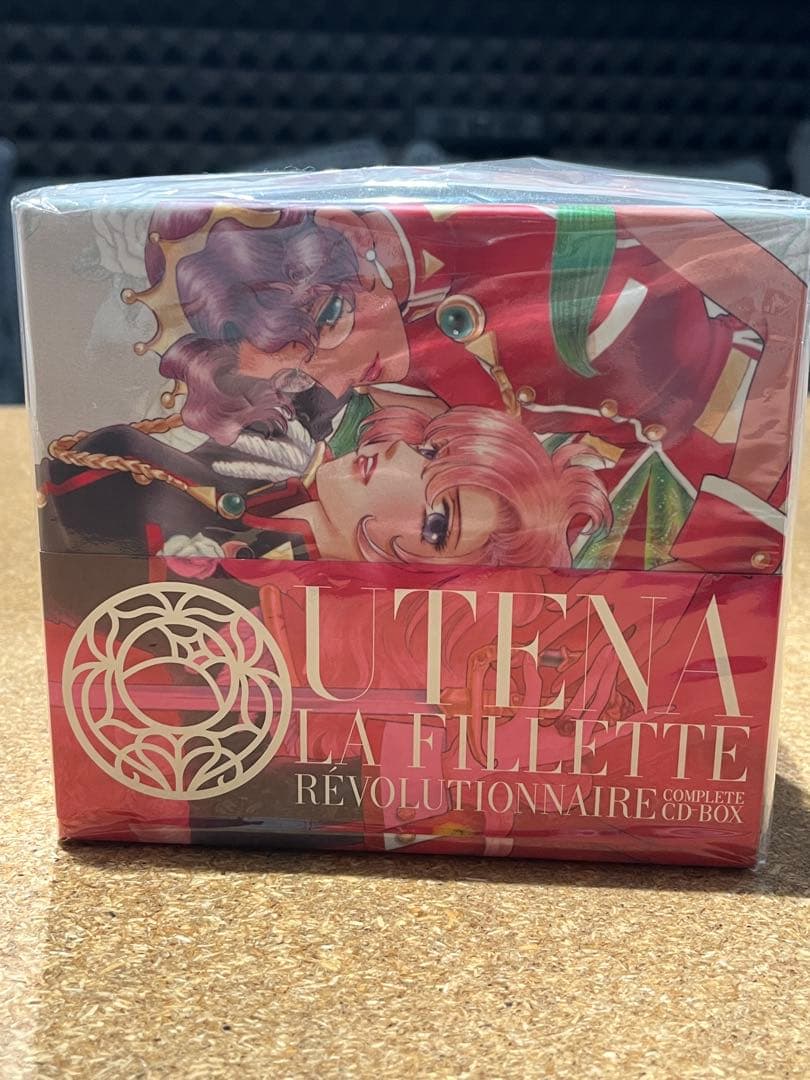 UTENA
LA FILLETTE
RÉVOLUTIONNAIRE COMPLETE CD-BOX